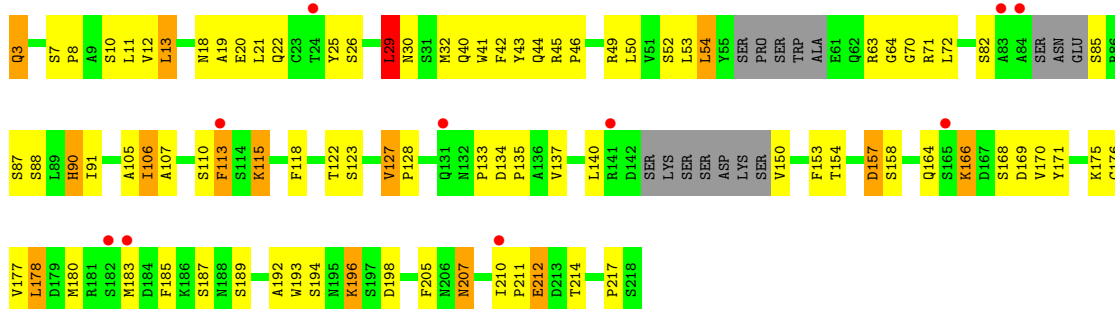 Q3 S7 P8 A9 S10 L11 V12 L13 N18 A19 E20 L21 Q22 C23 T24 Y25 S26 L29 N30 S31 M32 Q40 W41 F42 Y43 Q44 R45 P46 R49 L50 V51 S52 L53 L54 Y55 SER PRO SER TRP ALA E61 Q62 R63 G64 G70 R71 L72 S82 A83 A84 SER ASN GLU S85 R86
S87 S88 L89 H90 I91 A105 I106 A107 S110 F113 S114 K115 F118 T122 S123 V127 P128 Q131 N132 P133 D134 P135 A136 V137 L140 R141 D142 SER LYS SER SER ASP LYS SER V150 F153 T154 D157 S158 Q164 S165 K166 D167 S168 D169 V170 Y171 K175 G176
V177 L178 D179 M180 R181 S182 M183 D184 F185 K186 S187 N188 S189 A192 W193 S194 N195 K196 S197 D198 F205 N206 N207 I210 P211 E212 D213 T214 P217 S218